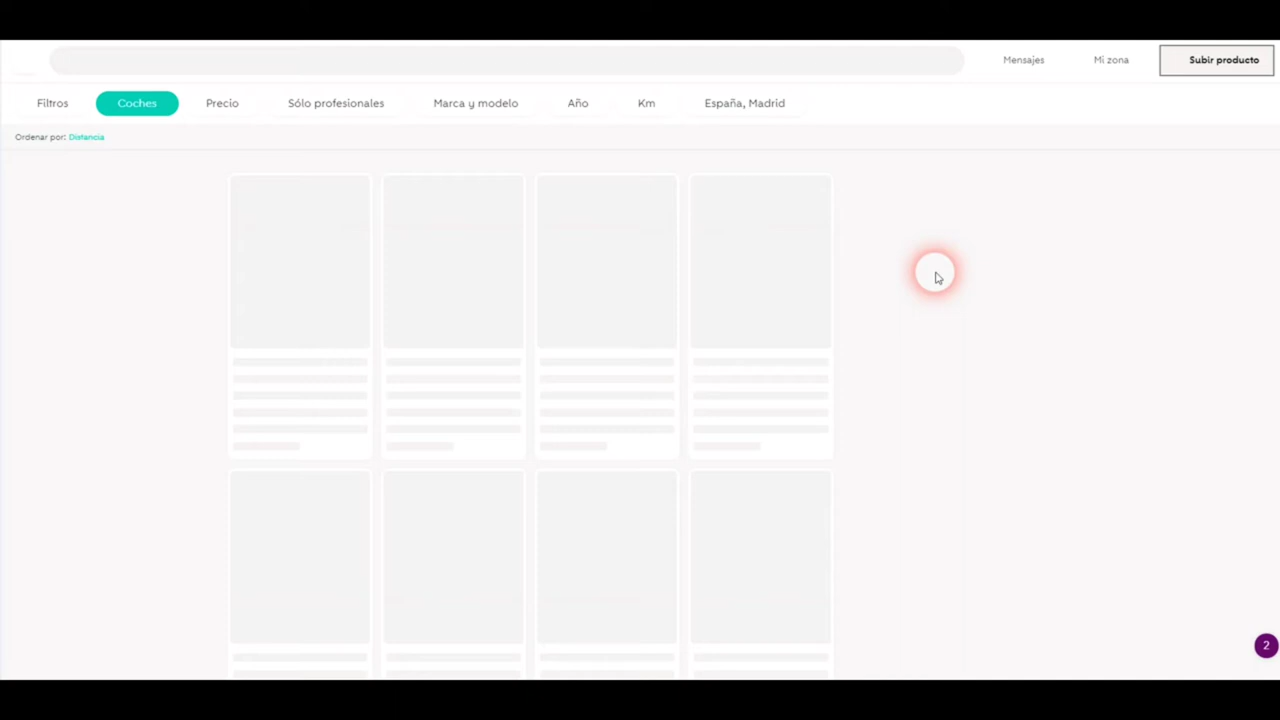 Mensajes
Mi zona
Subir producto
Filtros
Coches
Precio
Sólo profesionales
Marca y modelo
Año
Km
España, Madrid
Ordenar por: Distancia
2